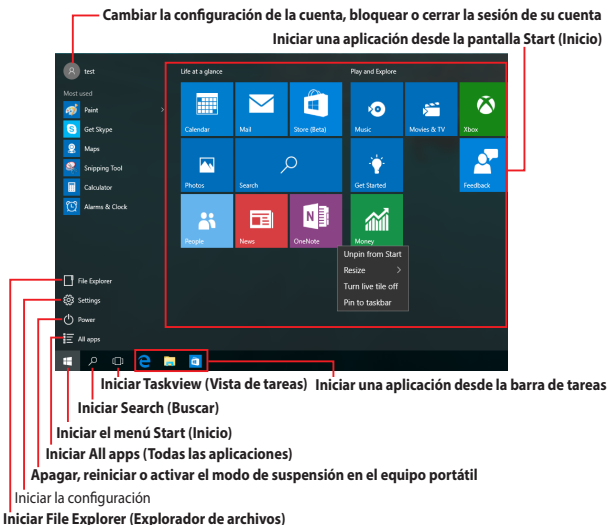 Cambiar la configuración de la cuenta, bloquear o cerrar la sesión de su cuenta
Iniciar una aplicación desde la pantalla Start (Inicio)
test
Life at a glance
Play and Explore
Most used
Paint
Get Skype
Maps
Snipping Tool
Calculator
Alarms & Clock
Calendar
Mail
Store (Beta)
Music
Movies & TV
Xbox
Photos
Search
Get Started
Feedback
People
News
OneNote
Money
Unpin from Start
Resize
Turn live tile off
Pin to taskbar
File Explorer
Settings
Power
All apps
Iniciar Taskview (Vista de tareas)
Iniciar una aplicación desde la barra de tareas
Iniciar Search (Buscar)
Iniciar el menú Start (Inicio)
Iniciar All apps (Todas las aplicaciones)
Apagar, reiniciar o activar el modo de suspensión en el equipo portátil
Iniciar la configuración
Iniciar File Explorer (Explorador de archivos)